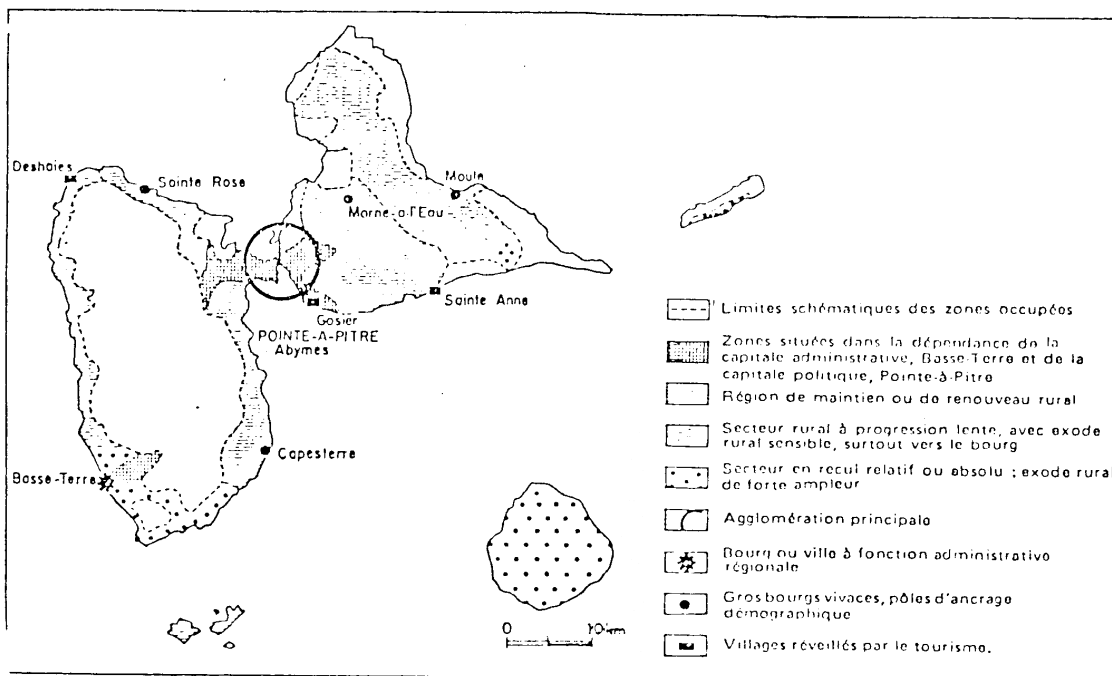 Deshaies
Sainte Rose
Moule
Morne-a-l'Eau
Sainte Anne
Gosier
POINTE-A-PITRE
Abymes
Capesterre
Basse-Terre
0 10 km
Limites schématiques des zones occupées
Zones situées dans la dépendance de la
capitale administrative, Basse-Terre et de la
capitale politique, Pointe-à-Pitre
Région de maintien ou de renouveau rural
Secteur rural à progression lente, avec exode
rural sensible, surtout vers le bourg
Secteur en recul relatif ou absolu ; exode rural
de forte ampleur
Agglomération principale
Bourg ou ville à fonction administrative
régionale
Gros bourgs vivaces, pôles d'ancrage
démographique
Villages réveillés par le tourisme.